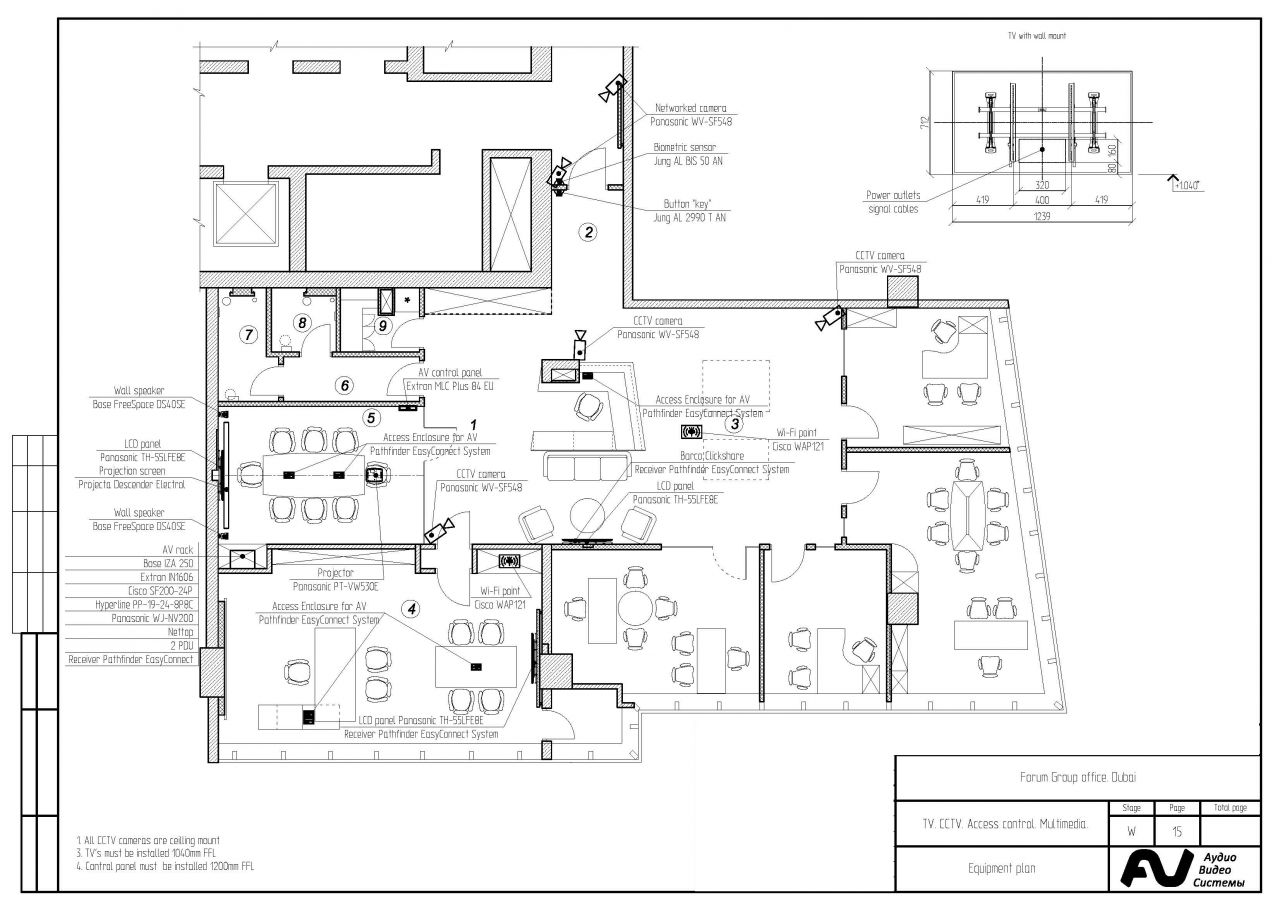 TV with wall mount
712
160
80
320
419
400
419
1239
+1.040*
Power outlets
signal cables
Networked camera
Panasonic WV-SF548
Biometric sensor
Jung AL BIS 50 AN
Button "key"
Jung AL 2990 T AN
2
CCTV camera
Panasonic WV-SF548
7
8
9
*
CCTV camera
Panasonic WV-SF548
AV control panel
Extron MLC Plus 84 EU
6
Wall speaker
Base FreeSpace DS40SE
5
1
Access Enclosure for AV
Pathfinder EasyConnect System
3
Wi-Fi point
Cisco WAP121
LCD panel
Panasonic TH-55LFE8E
Projection screen
Projecta Descender Electrol
Access Enclosure for AV
Pathfinder EasyConnect System
Barco Clickshare
Receiver Pathfinder EasyConnect System
CCTV camera
Panasonic WV-SF548
LCD panel
Panasonic TH-55LFE8E
Wall speaker
Base FreeSpace DS40SE
AV rack
Base IZA 250
Extron IN1606
Cisco SF200-24P
Hyperline PP-19-24-8P8C
Panasonic WJ-NV200
Nettop
2 PDU
Receiver Pathfinder EasyConnect
Projector
Panasonic PT-VW530E
Wi-Fi point
Cisco WAP121
Access Enclosure for AV
Pathfinder EasyConnect System
4
LCD panel Panasonic TH-55LFE8E
Receiver Pathfinder EasyConnect System
1. All CCTV cameras are ceilling mount
3. TV's must be installed 1040mm FFL
4. Control panel must be installed 1200mm FFL
Forum Group office. Dubai
TV. CCTV. Access control. Multimedia.
Stage
Page
Total page
W
15
Equipment plan
AV
Аудио
Видео
Системы